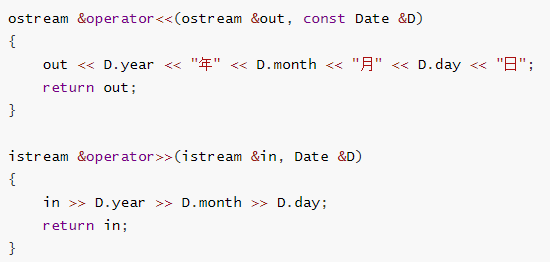 ostream &operator<<(ostream &out, const Date &D)
{
    out << D.year << "年" << D.month << "月" << D.day << "日";
    return out;
}

istream &operator>>(istream &in, Date &D)
{
    in >> D.year >> D.month >> D.day;
    return in;
}